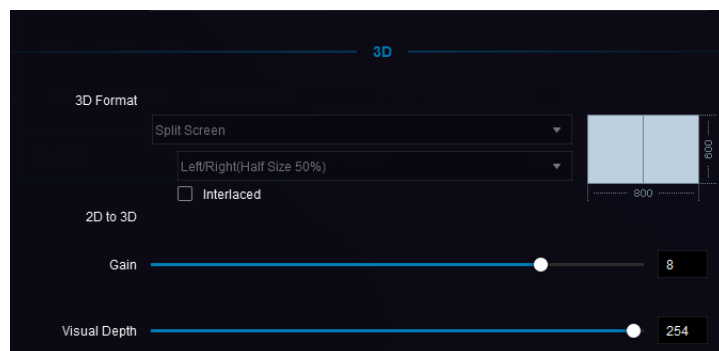 3D
3D Format
Split Screen
Left/Right(Half Size 50%)
Interlaced
600
800
2D to 3D
Gain
8
Visual Depth
254